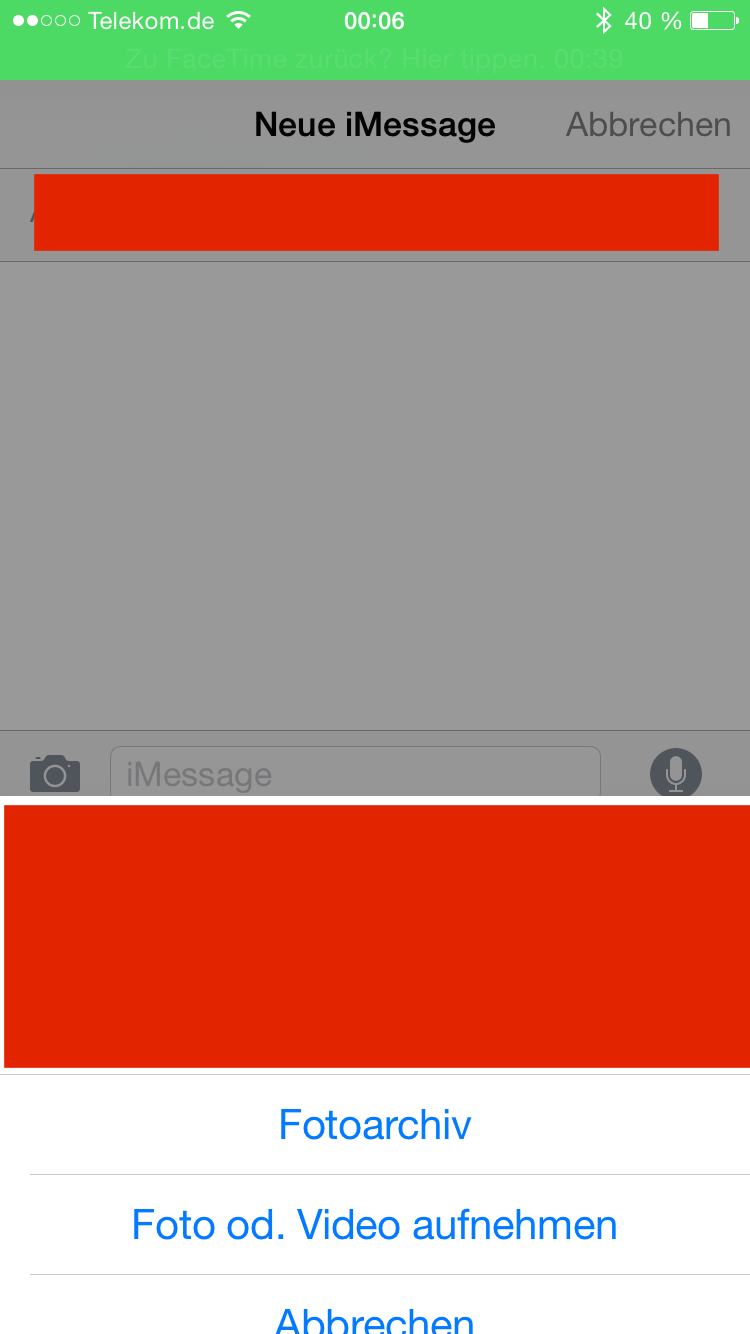 Telekom.de 00:06 40 %
Zu FaceTime zurück? Hier tippen. 00:39
Neue iMessage Abbrechen
iMessage
Fotoarchiv
Foto od. Video aufnehmen
Abbrechen